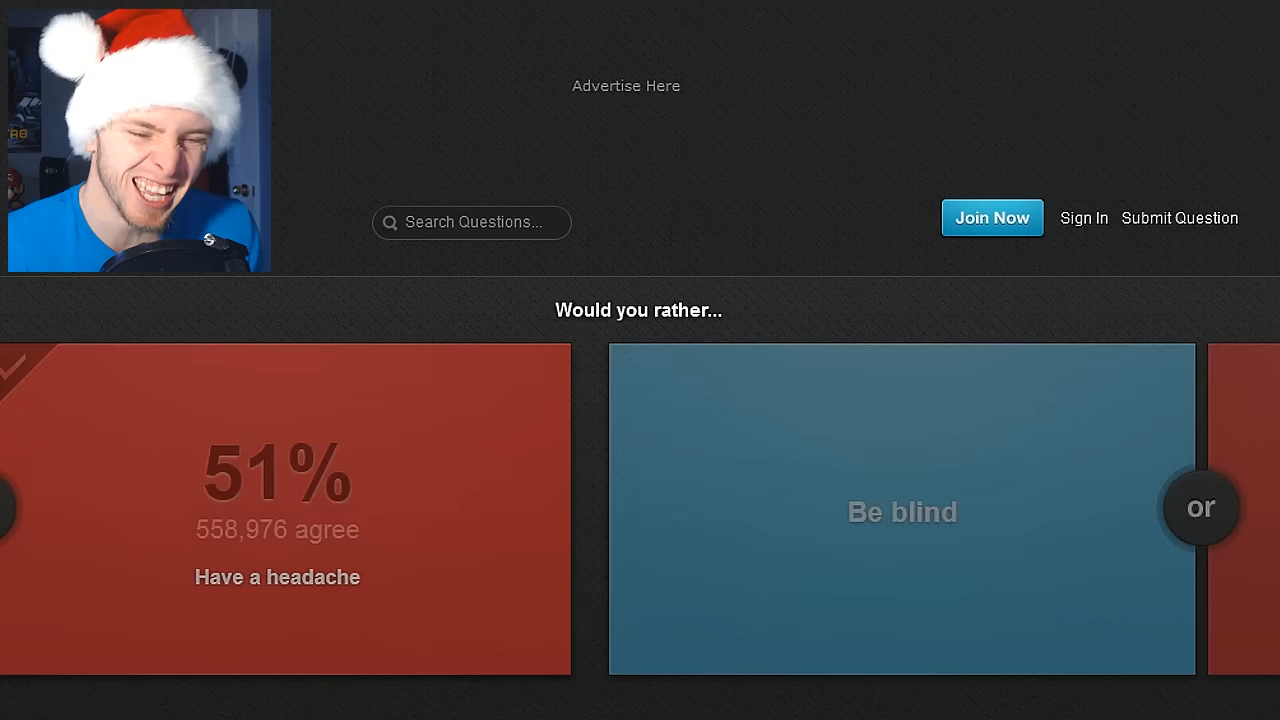 Advertise Here
Search Questions...
Join Now
Sign In
Submit Question
Would you rather...
51%
558,976 agree
Have a headache
Be blind
or